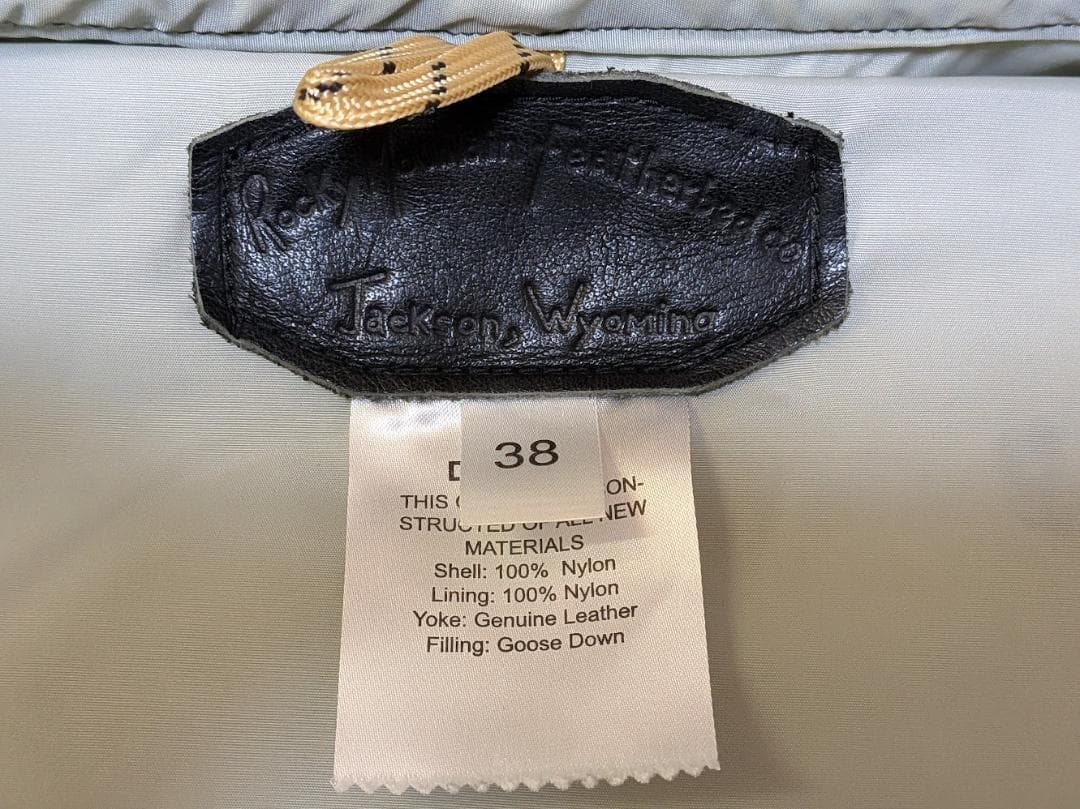 Rocky Mountain Featherbed Co
Jackson, Wyoming
38
D
THIS C ON-
STRUCTED OF ALL NEW
MATERIALS
Shell: 100% Nylon
Lining: 100% Nylon
Yoke: Genuine Leather
Filling: Goose Down